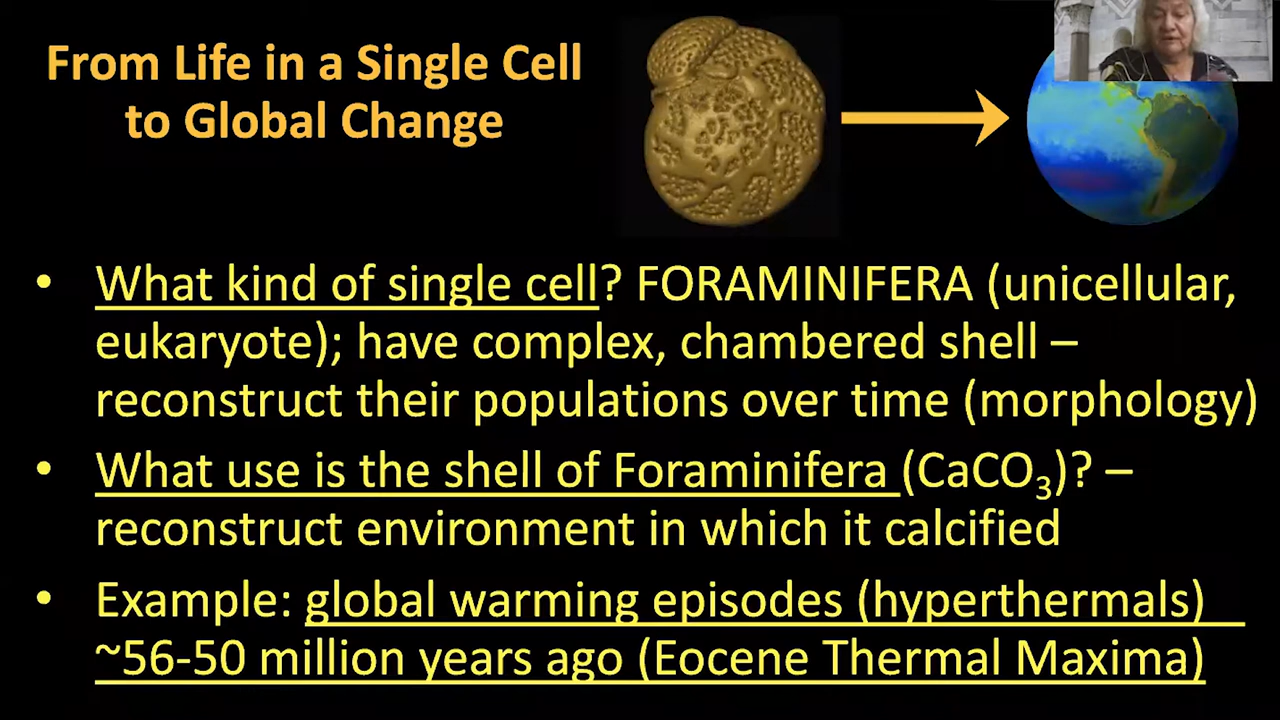 From Life in a Single Cell
to Global Change
• What kind of single cell? FORAMINIFERA (unicellular,
eukaryote); have complex, chambered shell –
reconstruct their populations over time (morphology)
• What use is the shell of Foraminifera (CaCO₃)? –
reconstruct environment in which it calcified
• Example: global warming episodes (hyperthermals)
~56-50 million years ago (Eocene Thermal Maxima)